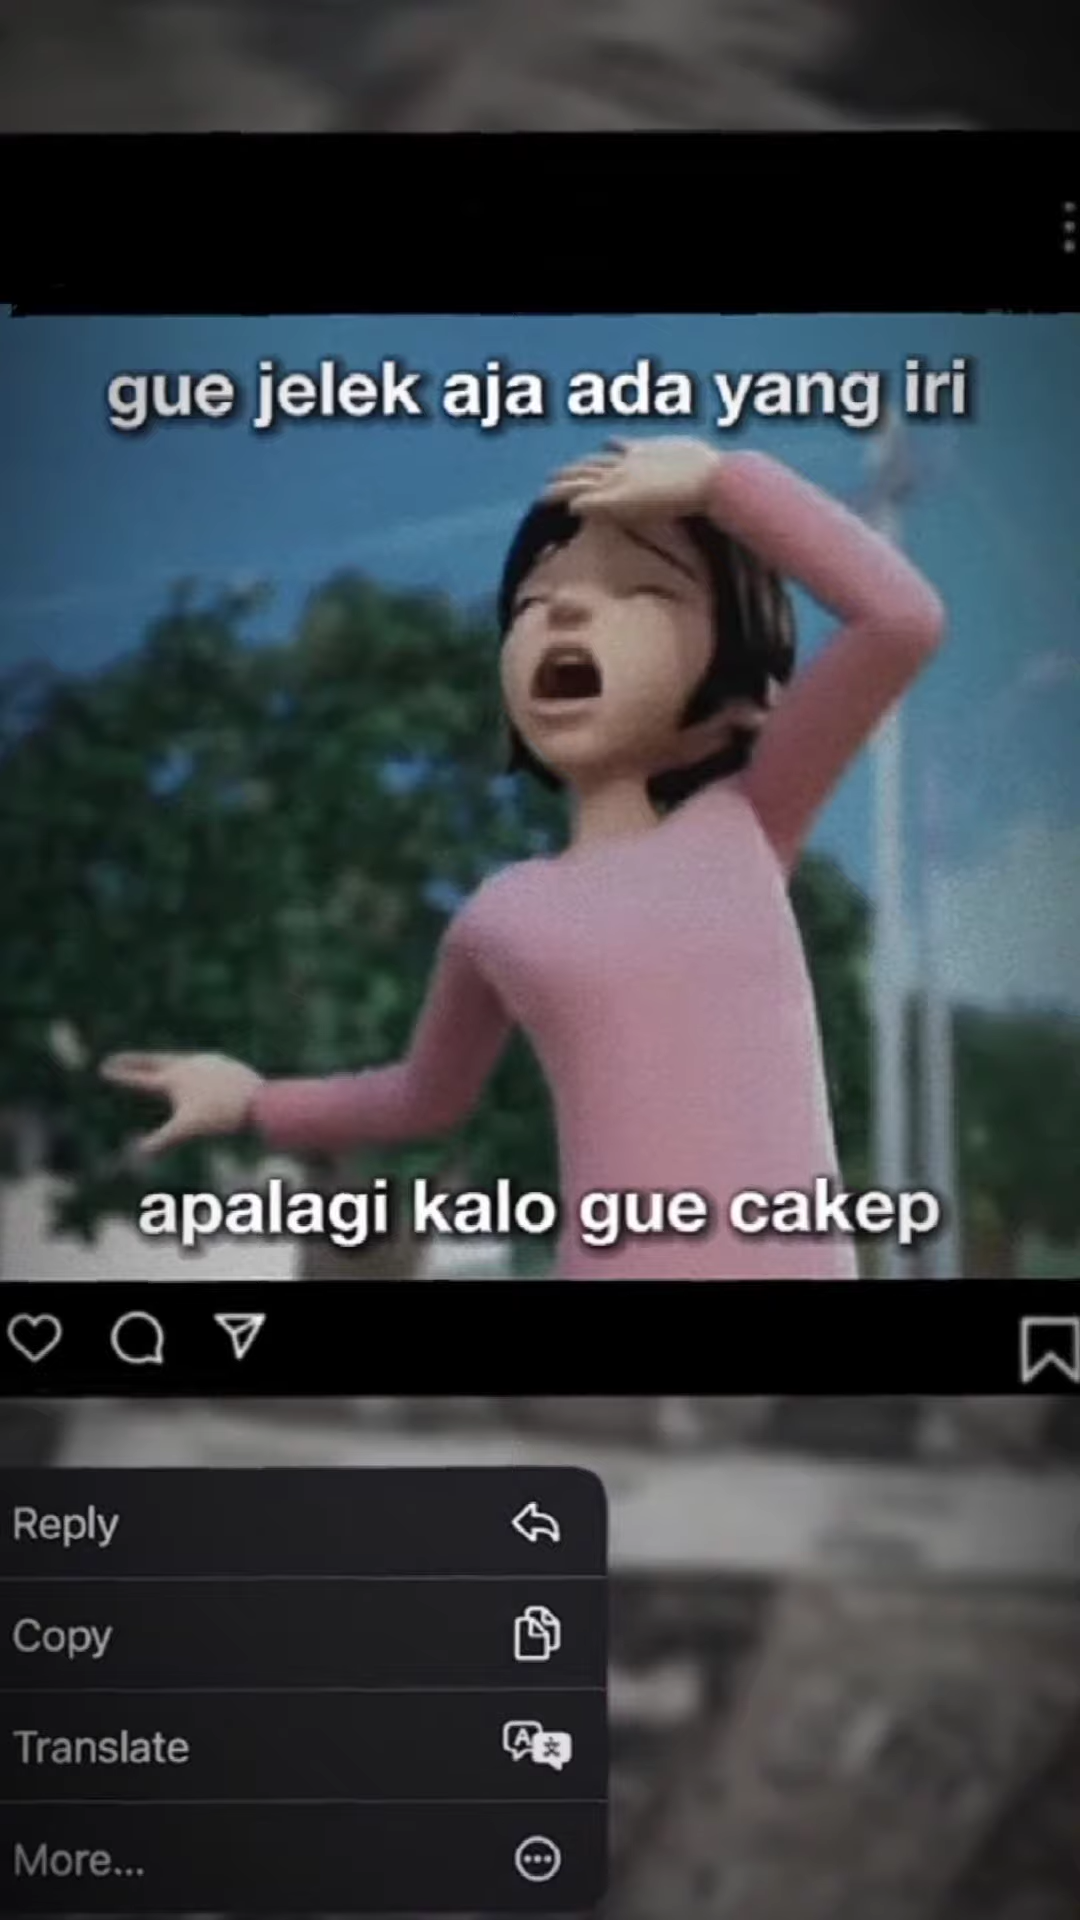 gue jelek aja ada yang iri
apalagi kalo gue cakep
Reply
Copy
Translate
More...